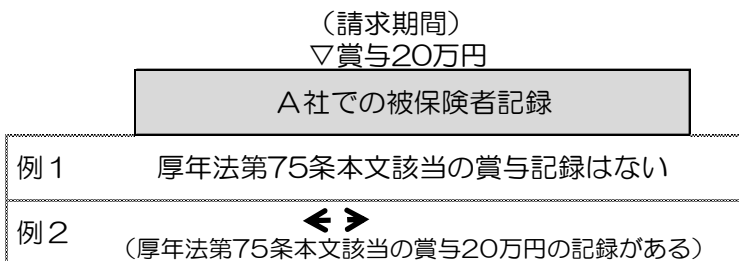 （請求期間）
▽賞与20万円
A社での被保険者記録
例1 厚年法第75条本文該当の賞与記録はない
例2
（厚年法第75条本文該当の賞与20万円の記録がある）